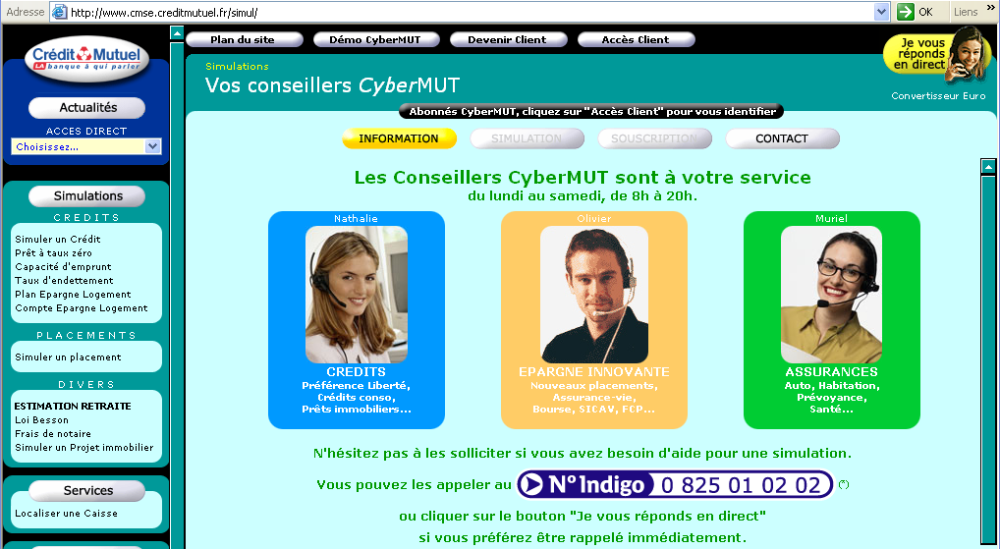 Adresse http://www.cmse.creditmutuel.fr/simul/ OK Liens »
Crédit Mutuel
LA banque à qui parler
Actualités
ACCES DIRECT
Choisissez...
Simulations
CREDITS
Simuler un Crédit
Prêt à taux zéro
Capacité d'emprunt
Taux d'endettement
Plan Epargne Logement
Compte Epargne Logement
PLACEMENTS
Simuler un placement
DIVERS
ESTIMATION RETRAITE
Loi Besson
Frais de notaire
Simuler un Projet immobilier
Services
Localiser une Caisse
Plan du site Démo CyberMUT Devenir Client Accès Client
Je vous
réponds
en direct
Convertisseur Euro
Simulations
Vos conseillers CyberMUT
Abonnés CyberMUT, cliquez sur "Accès Client" pour vous identifier
INFORMATION SIMULATION SOUSCRIPTION CONTACT
Les Conseillers CyberMUT sont à votre service
du lundi au samedi, de 8h à 20h.
Nathalie
CREDITS
Préférence Liberté,
Crédits conso,
Prêts immobiliers...
Olivier
EPARGNE INNOVANTE
Nouveaux placements,
Assurance-vie,
Bourse, SICAV, FCP...
Muriel
ASSURANCES
Auto, Habitation,
Prévoyance,
Santé...
N'hésitez pas à les solliciter si vous avez besoin d'aide pour une simulation.
Vous pouvez les appeler au N°Indigo 0 825 01 02 02 (*)
ou cliquer sur le bouton "Je vous réponds en direct"
si vous préférez être rappelé immédiatement.